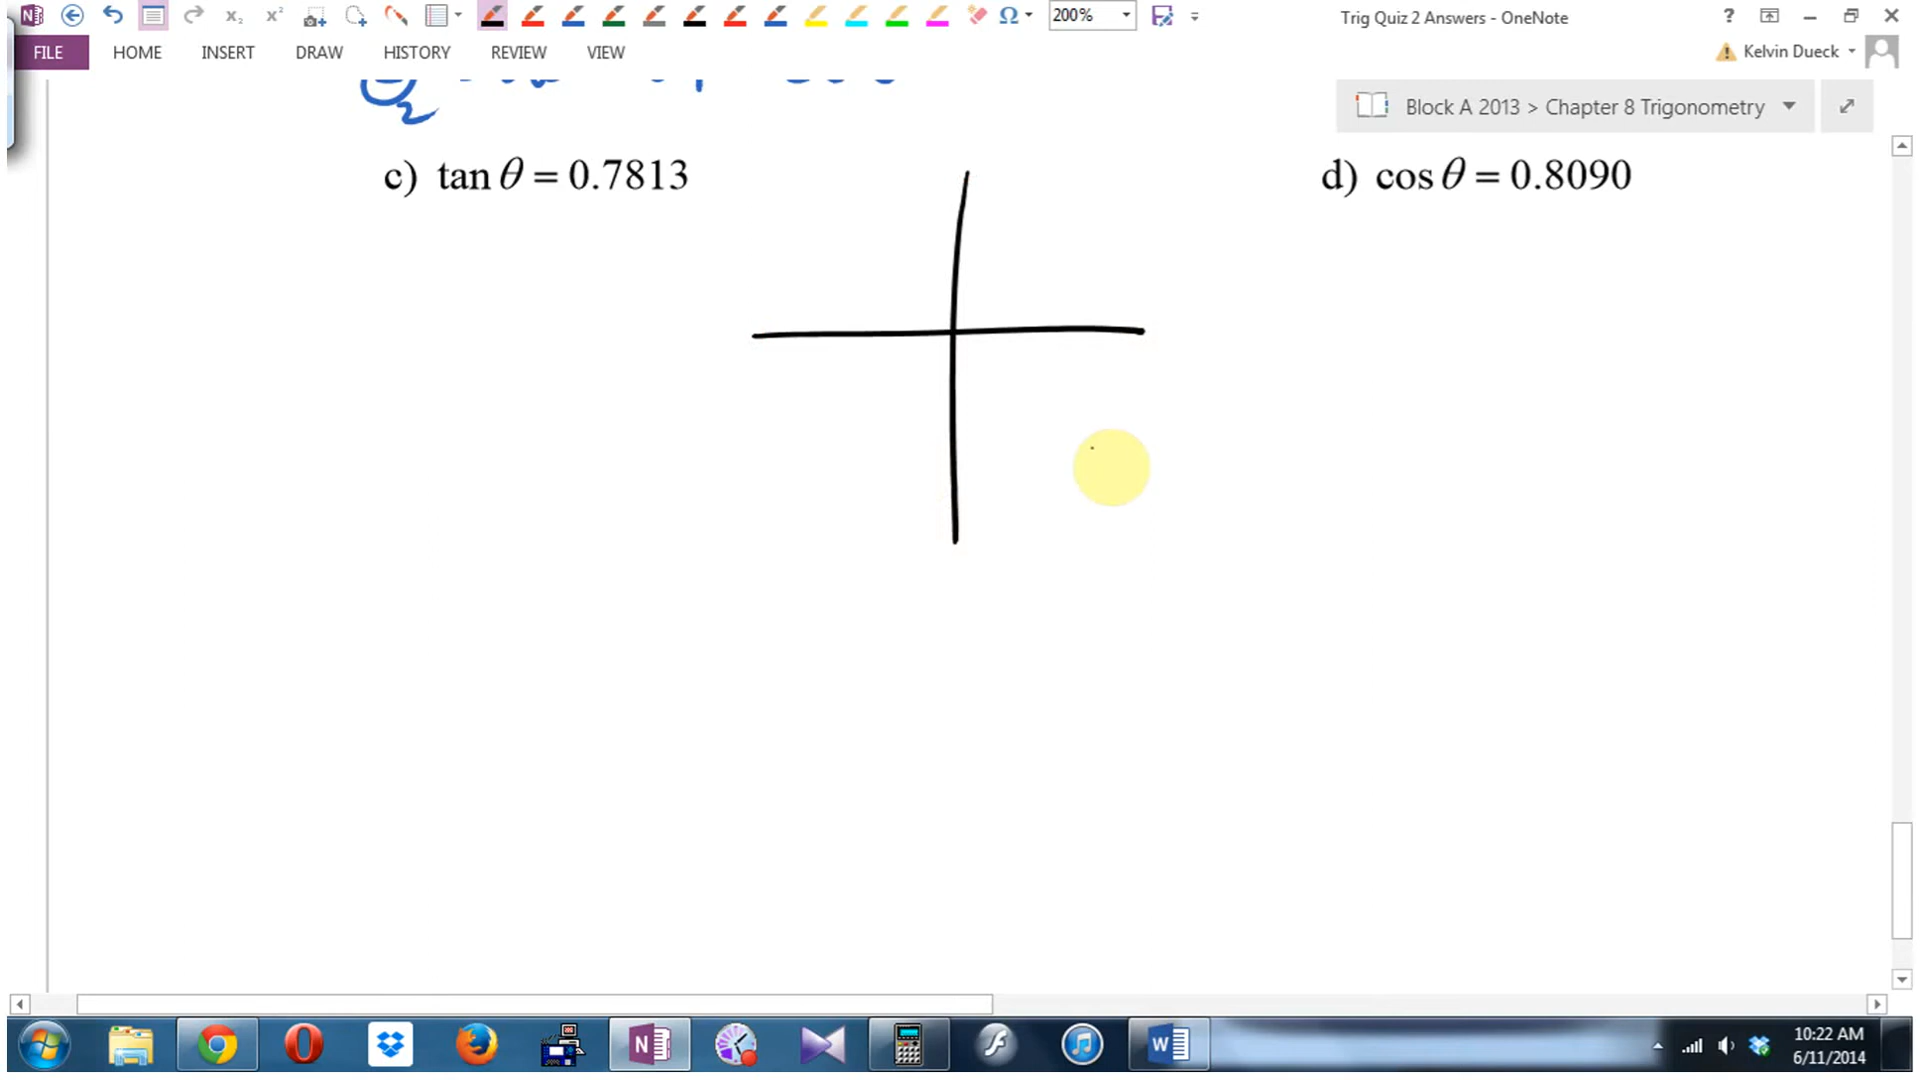 200%
Trig Quiz 2 Answers - OneNote
?
FILE HOME INSERT DRAW HISTORY REVIEW VIEW
Kelvin Dueck
Block A 2013 > Chapter 8 Trigonometry
c) tan θ = 0.7813
d) cos θ = 0.8090
10:22 AM
6/11/2014